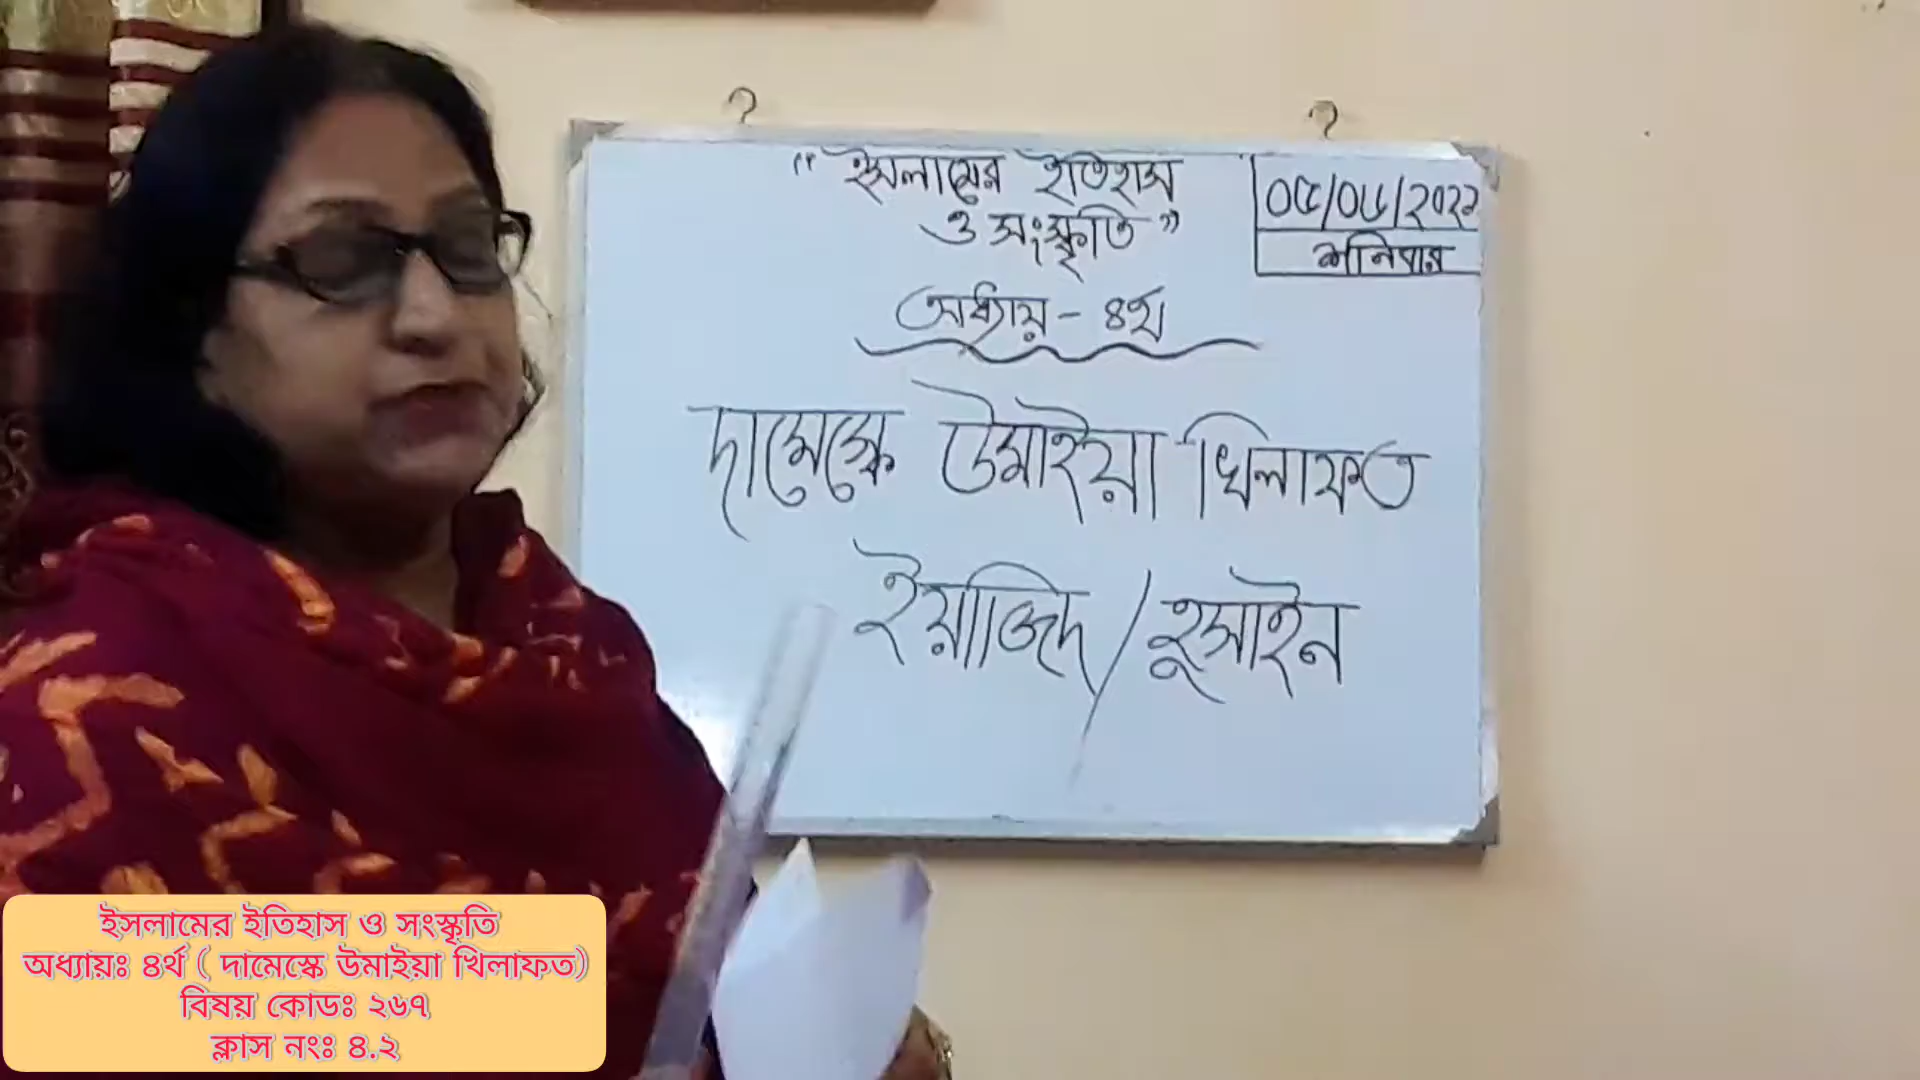 “ ইসলামের ইতিহাস
ও সংস্কৃতি ”
০৫/০৬/২০২১
শনিবার
অধ্যায় - ৪র্থ
দামেস্কে উমাইয়া খিলাফত
ইয়াজিদ / হুসাইন
ইসলামের ইতিহাস ও সংস্কৃতি
অধ্যায়ঃ ৪র্থ ( দামেস্কে উমাইয়া খিলাফত)
বিষয় কোডঃ ২৬৭
ক্লাস নংঃ ৪.২